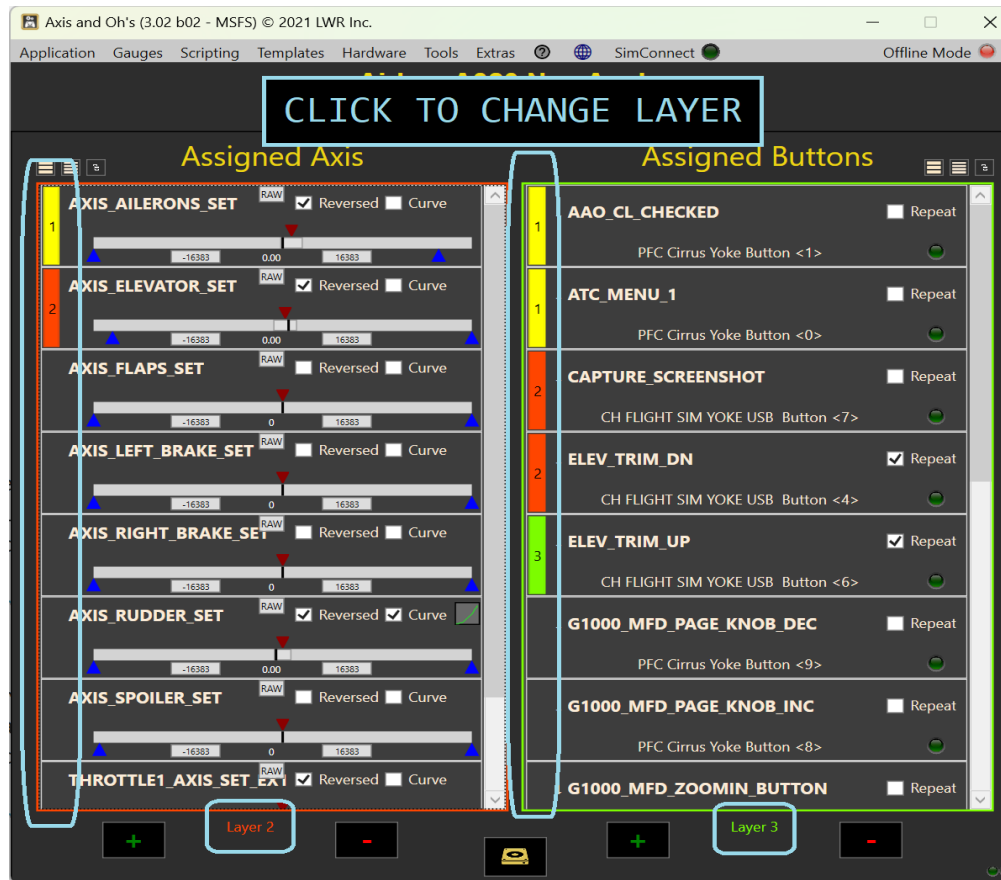 Axis and Oh's (3.02 b02 - MSFS) © 2021 LWR Inc.
Application Gauges Scripting Templates Hardware Tools Extras ? SimConnect Offline Mode
CLICK TO CHANGE LAYER
Assigned Axis
1
AXIS_AILERONS_SET RAW Reversed Curve
-16383 0.00 16383
2
AXIS_ELEVATOR_SET RAW Reversed Curve
-16383 0.00 16383
AXIS_FLAPS_SET RAW Reversed Curve
-16383 0 16383
AXIS_LEFT_BRAKE_SET RAW Reversed Curve
-16383 0 16383
AXIS_RIGHT_BRAKE_SET RAW Reversed Curve
-16383 0 16383
AXIS_RUDDER_SET RAW Reversed Curve
-16383 0.00 16383
AXIS_SPOILER_SET RAW Reversed Curve
-16383 0 16383
THROTTLE1_AXIS_SET_EX1 RAW Reversed Curve
+ Layer 2 -
Assigned Buttons
1
AAO_CL_CHECKED Repeat
PFC Cirrus Yoke Button <1>
1
ATC_MENU_1 Repeat
PFC Cirrus Yoke Button <0>
2
CAPTURE_SCREENSHOT Repeat
CH FLIGHT SIM YOKE USB Button <7>
2
ELEV_TRIM_DN Repeat
CH FLIGHT SIM YOKE USB Button <4>
3
ELEV_TRIM_UP Repeat
CH FLIGHT SIM YOKE USB Button <6>
G1000_MFD_PAGE_KNOB_DEC Repeat
PFC Cirrus Yoke Button <9>
G1000_MFD_PAGE_KNOB_INC Repeat
PFC Cirrus Yoke Button <8>
G1000_MFD_ZOOMIN_BUTTON Repeat
+ Layer 3 -